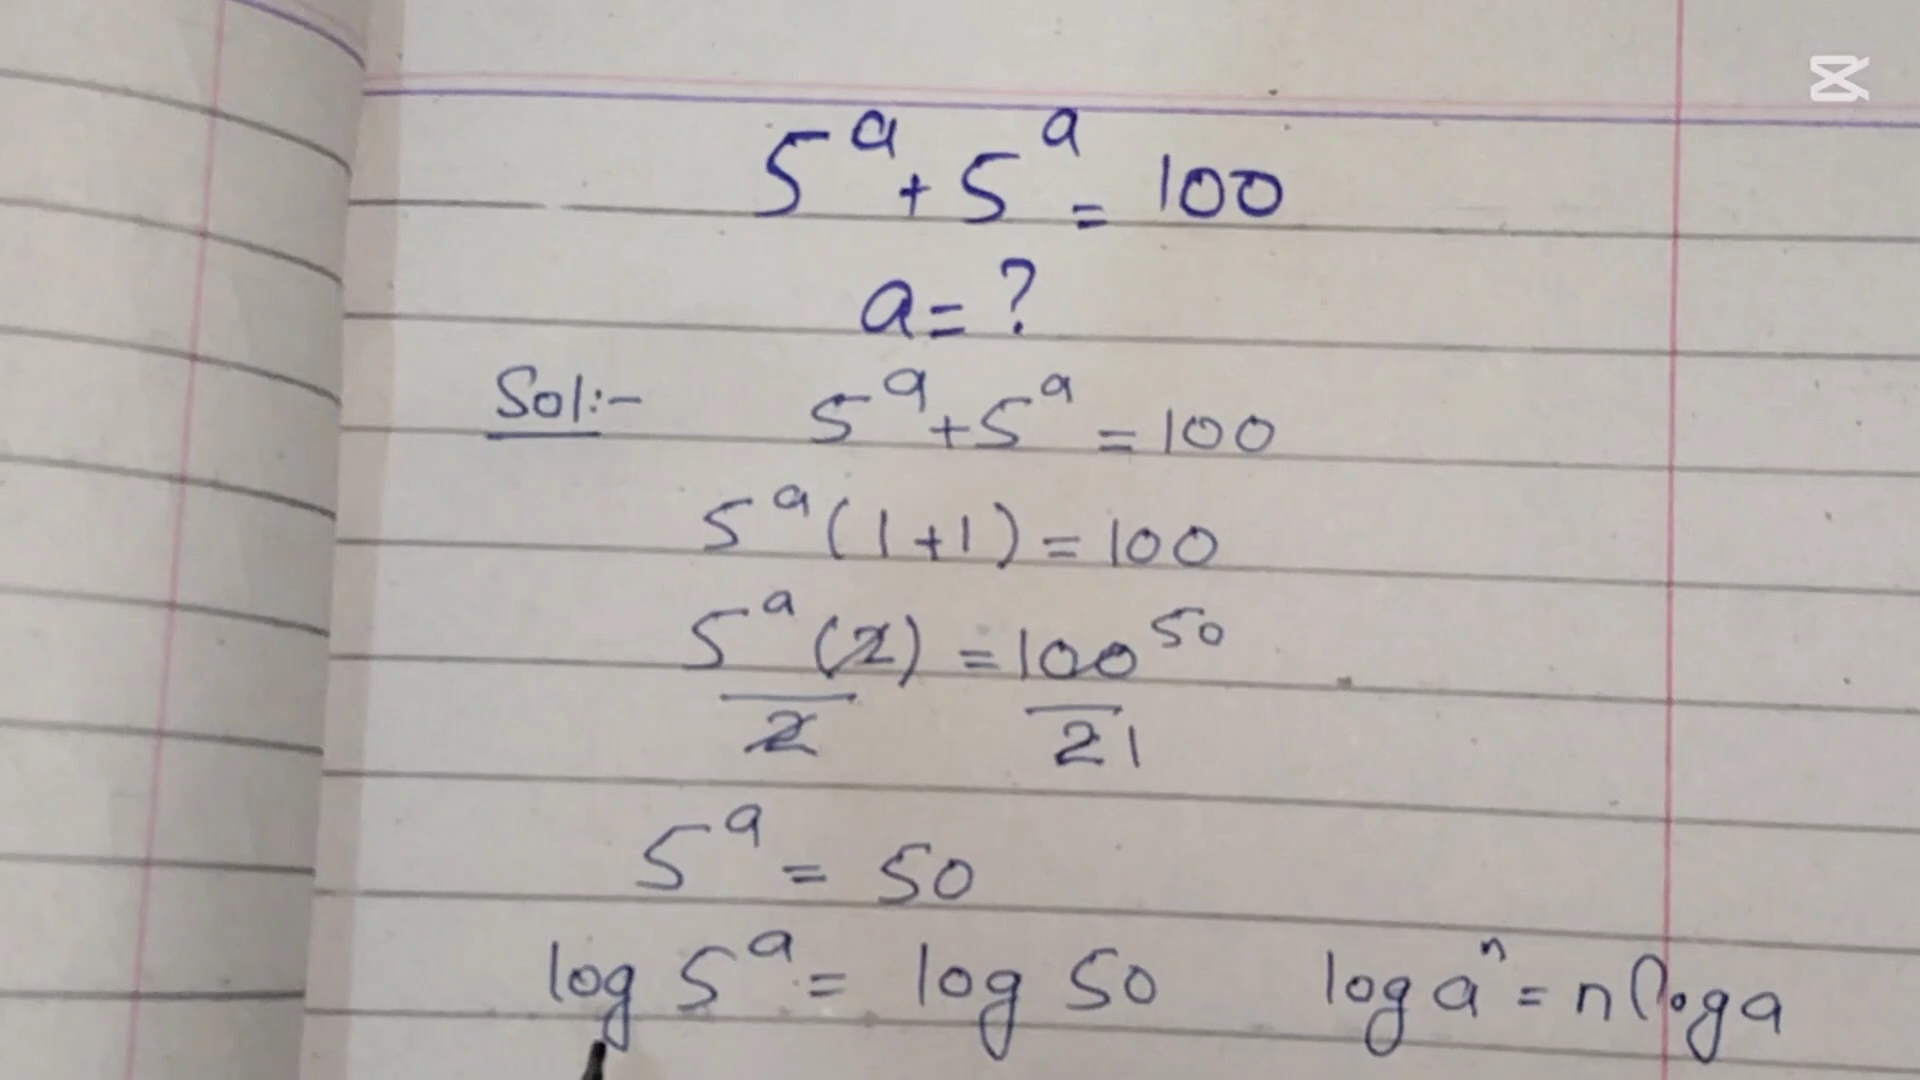 5^a + 5^a = 100
a = ?
Sol:- 5^a + 5^a = 100
5^a (1 + 1) = 100
5^a (2) = 100 50
2 21
5^a = 50
log 5^a = log 50 log a^n = n log a